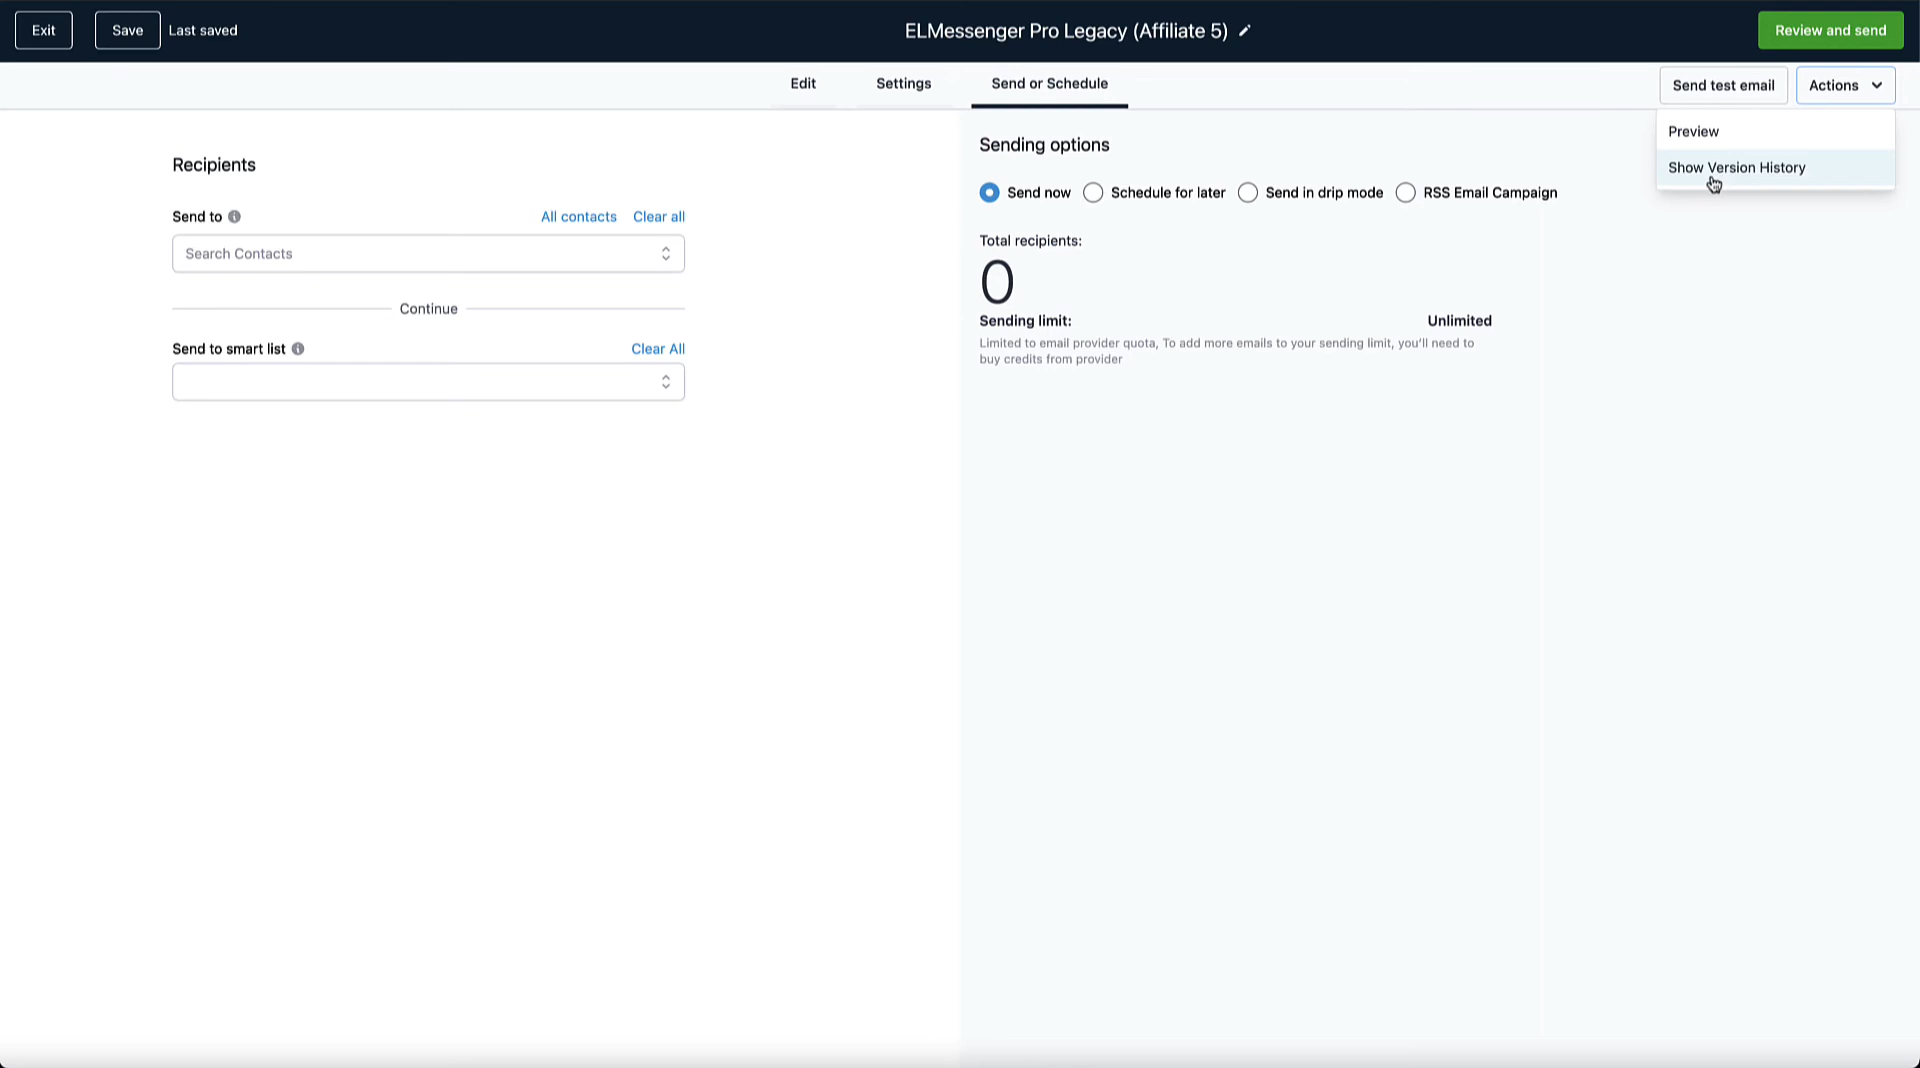 Exit
Save
Last saved
ELMessenger Pro Legacy (Affiliate 5)
Review and send
Edit
Settings
Send or Schedule
Send test email
Actions
Preview
Show Version History
Recipients
Send to
All contacts
Clear all
Search Contacts
Continue
Send to smart list
Clear All
Sending options
Send now
Schedule for later
Send in drip mode
RSS Email Campaign
Total recipients:
0
Sending limit:
Unlimited
Limited to email provider quota, To add more emails to your sending limit, you'll need to
buy credits from provider